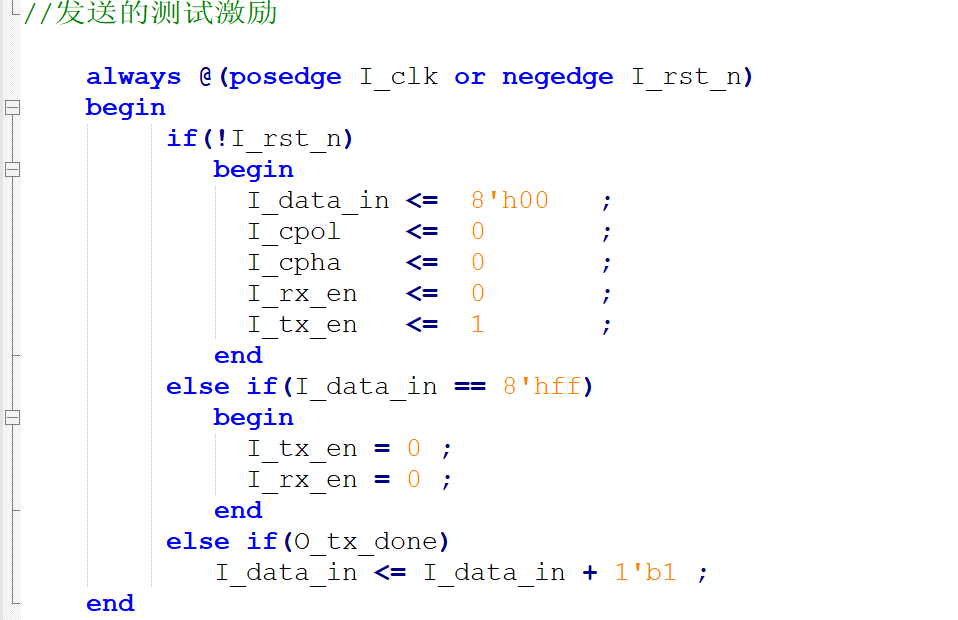 //发送的测试激励
always @(posedge I_clk or negedge I_rst_n)
begin
if(!I_rst_n)
begin
I_data_in <= 8'h00 ;
I_cpol <= 0 ;
I_cpha <= 0 ;
I_rx_en <= 0 ;
I_tx_en <= 1 ;
end
else if(I_data_in == 8'hff)
begin
I_tx_en = 0 ;
I_rx_en = 0 ;
end
else if(O_tx_done)
I_data_in <= I_data_in + 1'b1 ;
end